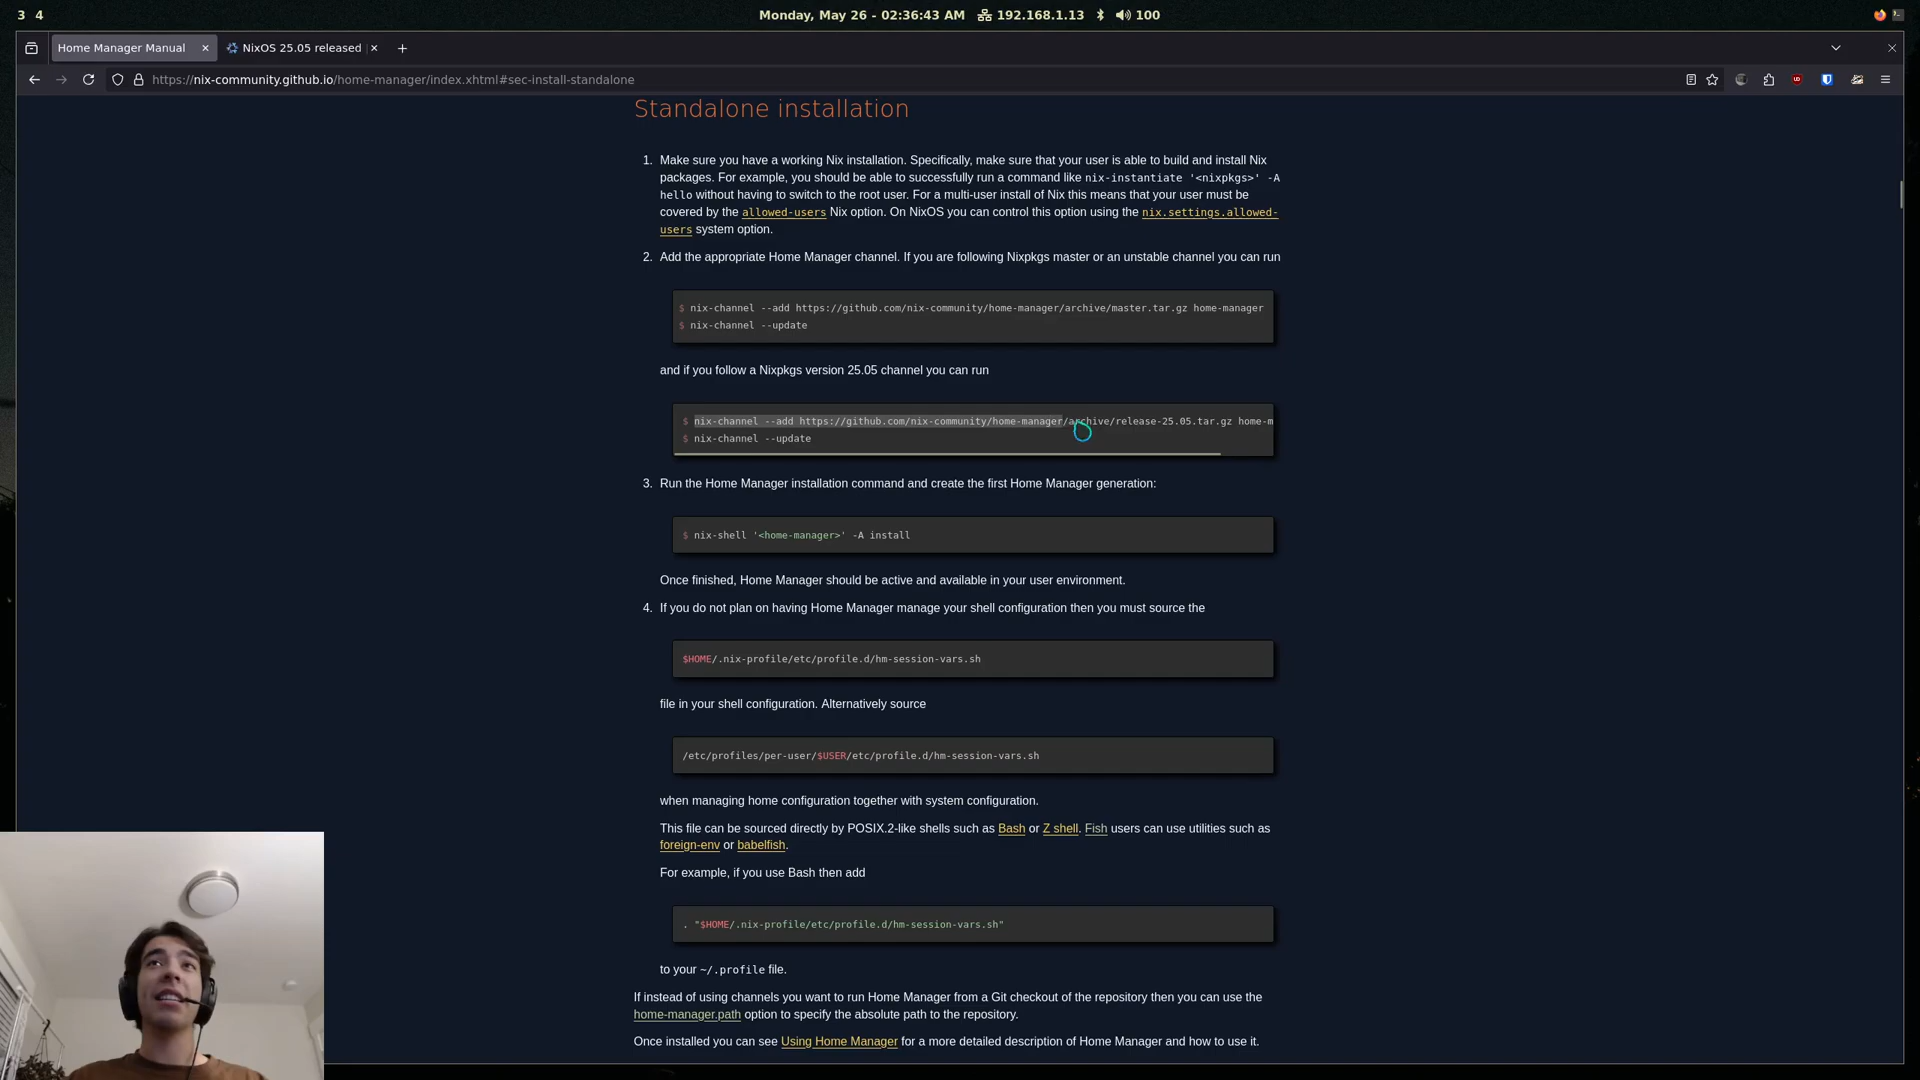 3 4
Monday, May 26 - 02:36:43 AM 192.168.1.13 100
Home Manager Manual
NixOS 25.05 released
https://nix-community.github.io/home-manager/index.xhtml#sec-install-standalone
Standalone installation
1. Make sure you have a working Nix installation. Specifically, make sure that your user is able to build and install Nix
packages. For example, you should be able to successfully run a command like nix-instantiate '<nixpkgs>' -A
hello without having to switch to the root user. For a multi-user install of Nix this means that your user must be
covered by the allowed-users Nix option. On NixOS you can control this option using the nix.settings.allowed-
users system option.
2. Add the appropriate Home Manager channel. If you are following Nixpkgs master or an unstable channel you can run
$ nix-channel --add https://github.com/nix-community/home-manager/archive/master.tar.gz home-manager
$ nix-channel --update
and if you follow a Nixpkgs version 25.05 channel you can run
$ nix-channel --add https://github.com/nix-community/home-manager/archive/release-25.05.tar.gz home-m
$ nix-channel --update
3. Run the Home Manager installation command and create the first Home Manager generation:
$ nix-shell '<home-manager>' -A install
Once finished, Home Manager should be active and available in your user environment.
4. If you do not plan on having Home Manager manage your shell configuration then you must source the
$HOME/.nix-profile/etc/profile.d/hm-session-vars.sh
file in your shell configuration. Alternatively source
/etc/profiles/per-user/$USER/etc/profile.d/hm-session-vars.sh
when managing home configuration together with system configuration.
This file can be sourced directly by POSIX.2-like shells such as Bash or Z shell. Fish users can use utilities such as
foreign-env or babelfish.
For example, if you use Bash then add
. "$HOME/.nix-profile/etc/profile.d/hm-session-vars.sh"
to your ~/.profile file.
If instead of using channels you want to run Home Manager from a Git checkout of the repository then you can use the
home-manager.path option to specify the absolute path to the repository.
Once installed you can see Using Home Manager for a more detailed description of Home Manager and how to use it.